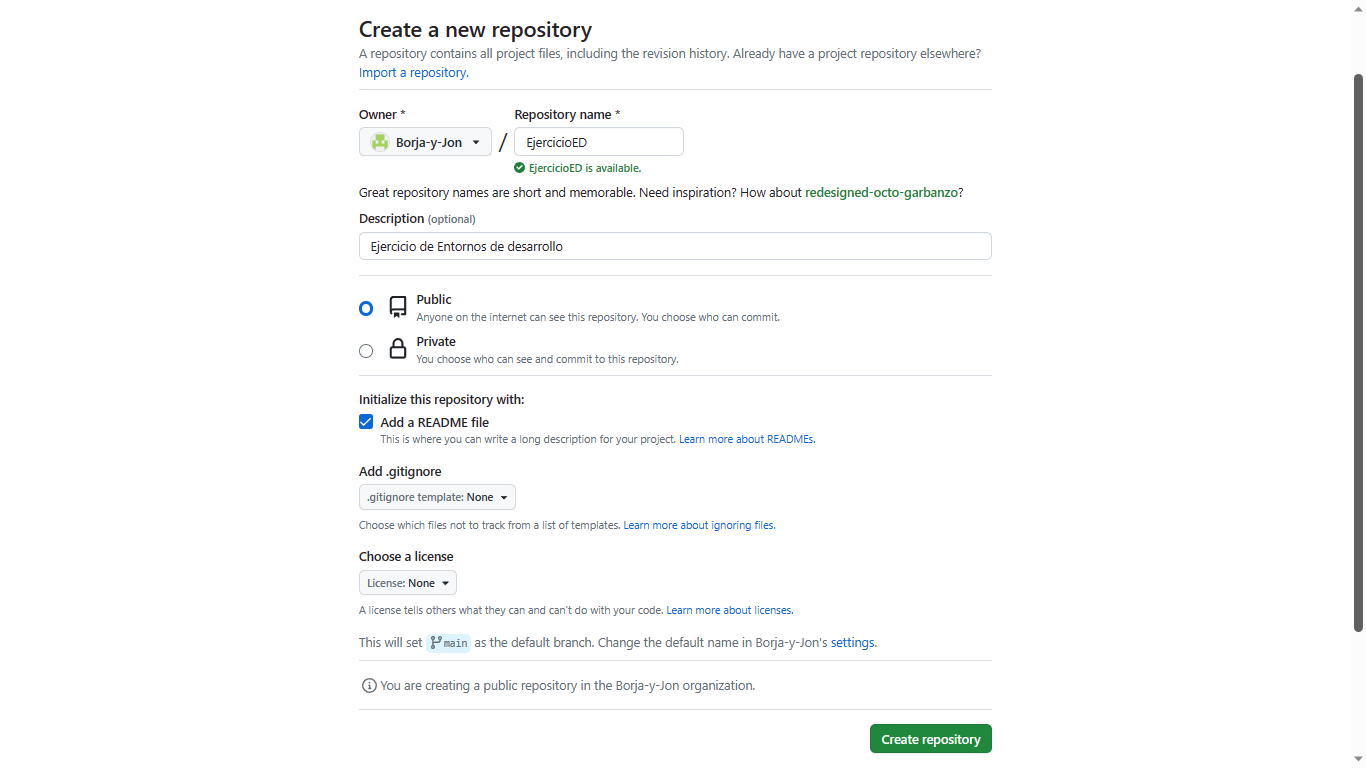 Create a new repository
A repository contains all project files, including the revision history. Already have a project repository elsewhere?
Import a repository.
Owner * Repository name *
Borja-y-Jon / EjercicioED
EjercicioED is available.
Great repository names are short and memorable. Need inspiration? How about redesigned-octo-garbanzo?
Description (optional)
Ejercicio de Entornos de desarrollo
Public
Anyone on the internet can see this repository. You choose who can commit.
Private
You choose who can see and commit to this repository.
Initialize this repository with:
Add a README file
This is where you can write a long description for your project. Learn more about READMEs.
Add .gitignore
.gitignore template: None
Choose which files not to track from a list of templates. Learn more about ignoring files.
Choose a license
License: None
A license tells others what they can and can't do with your code. Learn more about licenses.
This will set main as the default branch. Change the default name in Borja-y-Jon's settings.
You are creating a public repository in the Borja-y-Jon organization.
Create repository